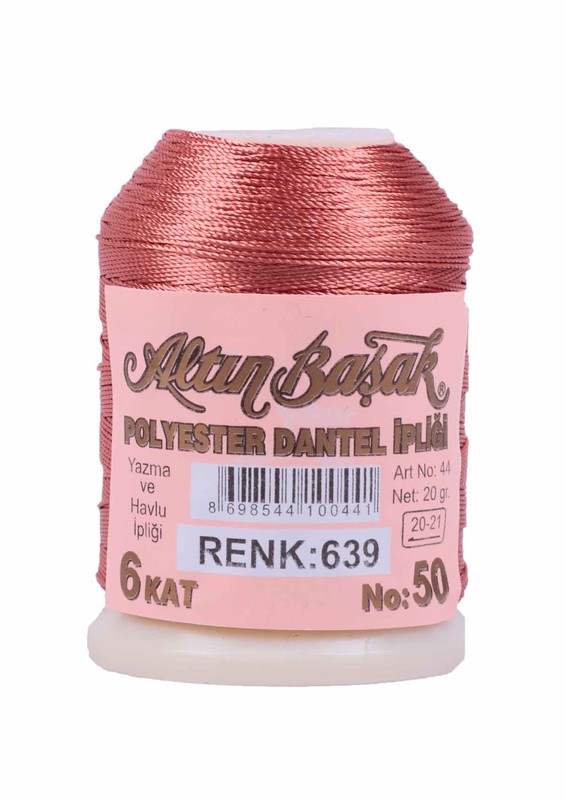 Altın Başak®
POLYESTER DANTEL İPLİĞİ
Yazma
ve
Havlu
İpliği
8 698544 100441
Art No: 44
Net: 20 gr.
20-21
RENK:639
6 KAT
No: 50